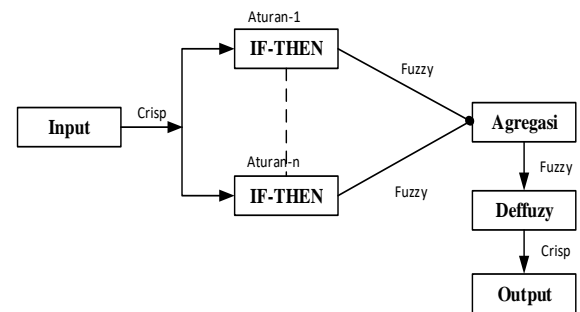 Aturan-1
IF-THEN
Fuzzy
Crisp
Input
Agregasi
Aturan-n
IF-THEN
Fuzzy
Fuzzy
Deffuzy
Crisp
Output